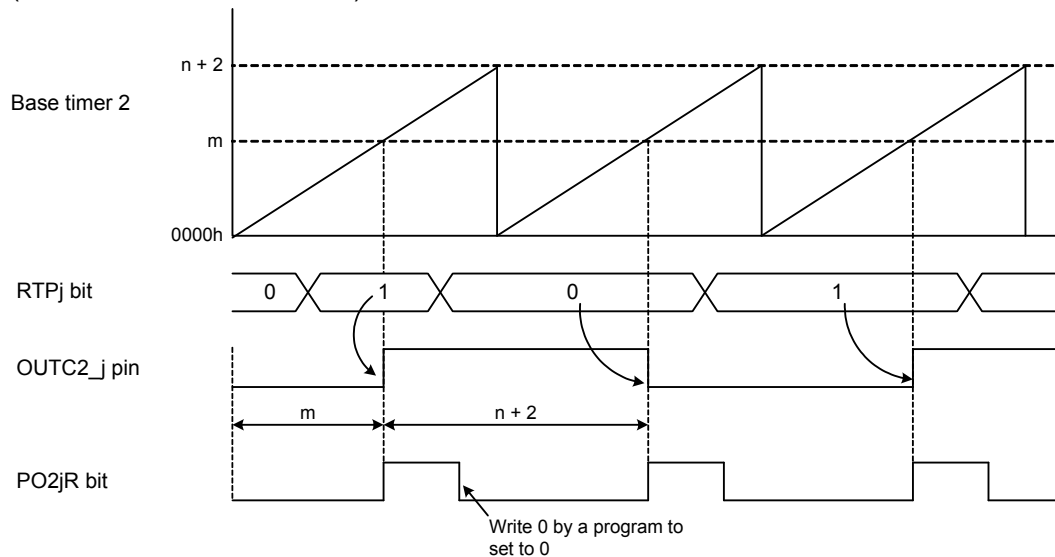 n + 2
Base timer 2
m
0000h
RTPj bit
0
1
0
1
OUTC2_j pin
m
n + 2
PO2jR bit
Write 0 by a program to
set to 0